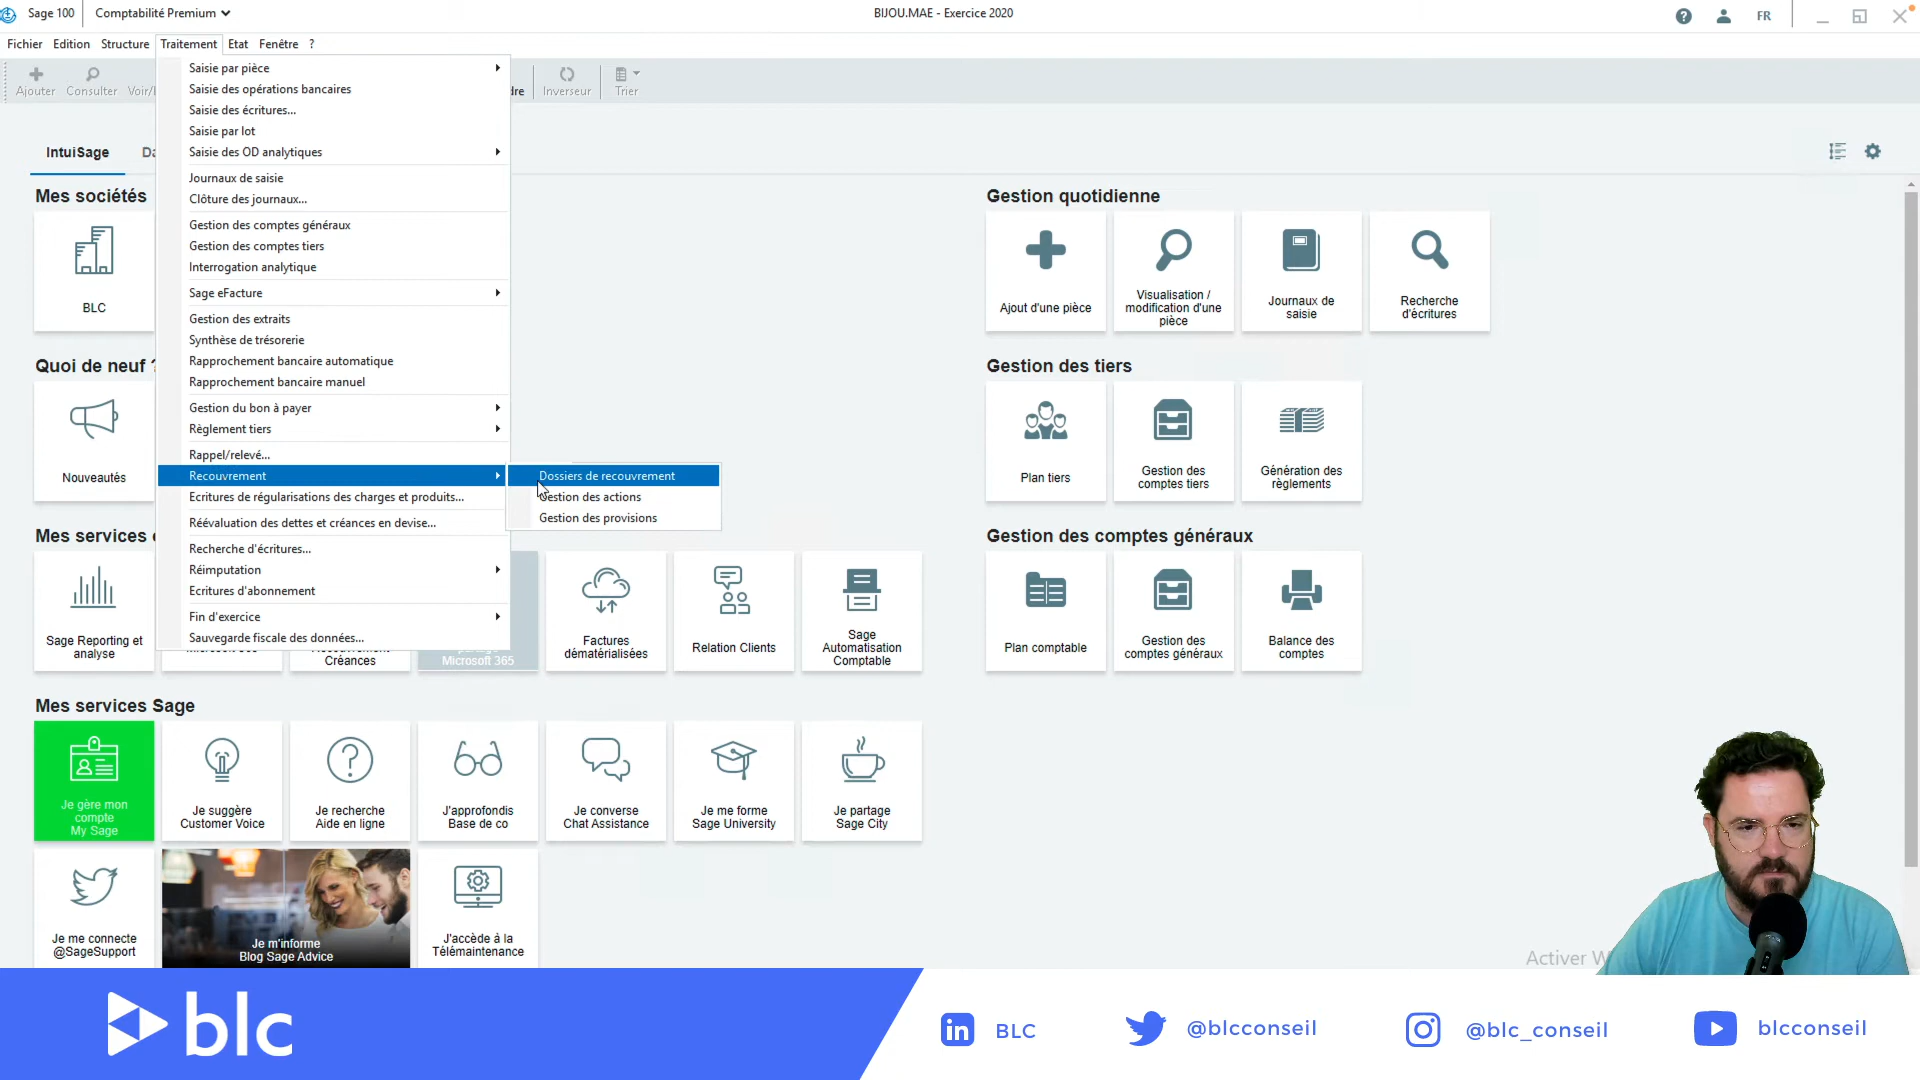 Sage 100
Comptabilité Premium
BIJOU.MAE - Exercice 2020
FR
Fichier Edition Structure Traitement Etat Fenêtre ?
Ajouter Consulter Inverseur Trier
Saisie par pièce
Saisie des opérations bancaires
Saisie des écritures...
Saisie par lot
Saisie des OD analytiques
Journaux de saisie
Clôture des journaux...
Gestion des comptes généraux
Gestion des comptes tiers
Interrogation analytique
Sage eFacture
Gestion des extraits
Synthèse de trésorerie
Rapprochement bancaire automatique
Rapprochement bancaire manuel
Gestion du bon à payer
Règlement tiers
Rappel/relevé...
Recouvrement
Ecritures de régularisations des charges et produits...
Réévaluation des dettes et créances en devise...
Recherche d'écritures...
Réimputation
Ecritures d'abonnement
Fin d'exercice
Sauvegarde fiscale des données...
Dossiers de recouvrement
Gestion des actions
Gestion des provisions
IntuiSage
Mes sociétés
BLC
Quoi de neuf ?
Nouveautés
Mes services
Sage Reporting et
analyse
Créances
Microsoft 365
Factures
dématérialisées
Relation Clients
Sage
Automatisation
Comptable
Mes services Sage
Je gère mon
compte
My Sage
Je suggère
Customer Voice
Je recherche
Aide en ligne
J'approfondis
Base de co
Je converse
Chat Assistance
Je me forme
Sage University
Je partage
Sage City
Je me connecte
@SageSupport
Je m'informe
Blog Sage Advice
J'accède à la
Télémaintenance
Gestion quotidienne
Ajout d'une pièce
Visualisation /
modification d'une
pièce
Journaux de
saisie
Recherche
d'écritures
Gestion des tiers
Plan tiers
Gestion des
comptes tiers
Génération des
règlements
Gestion des comptes généraux
Plan comptable
Gestion des
comptes généraux
Balance des
comptes
Activer W
blc
in BLC
@blcconseil
@blc_conseil
blcconseil